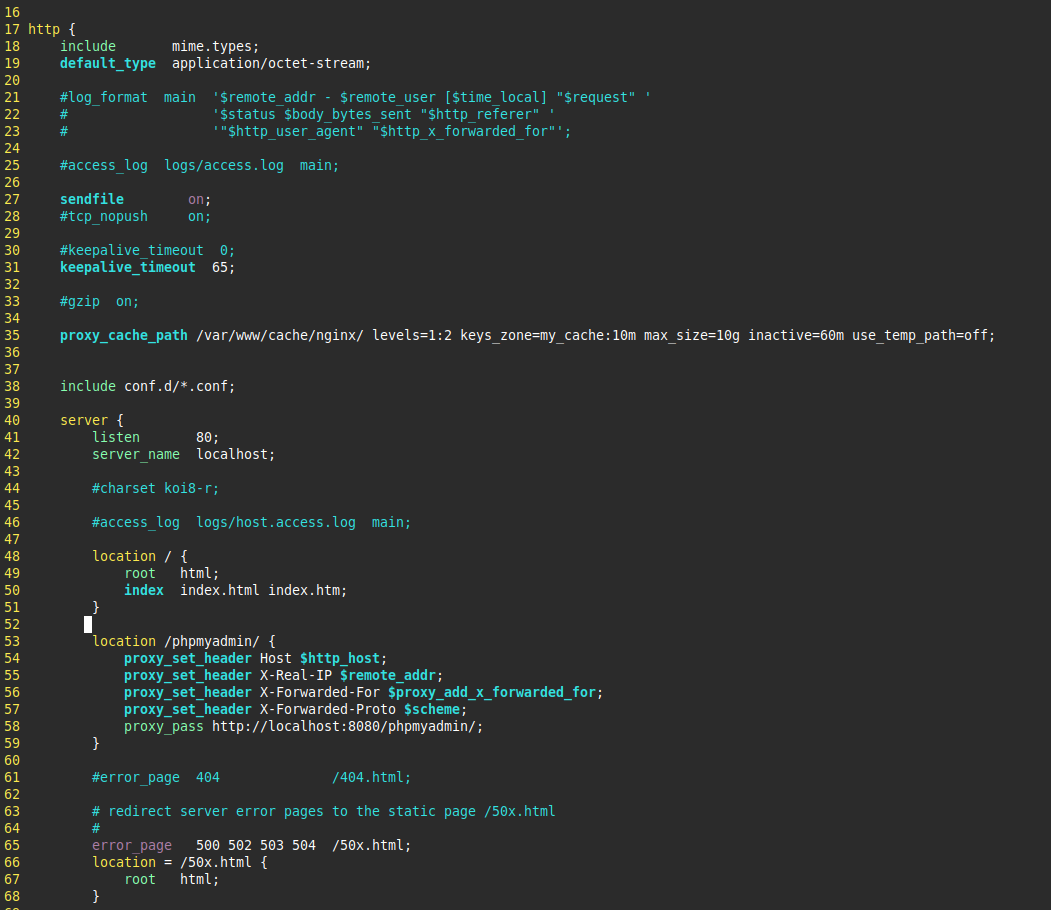 16
17 http {
18     include       mime.types;
19     default_type  application/octet-stream;
20
21     #log_format  main  '$remote_addr - $remote_user [$time_local] "$request" '
22     #                  '$status $body_bytes_sent "$http_referer" '
23     #                  '"$http_user_agent" "$http_x_forwarded_for"';
24
25     #access_log  logs/access.log  main;
26
27     sendfile        on;
28     #tcp_nopush     on;
29
30     #keepalive_timeout  0;
31     keepalive_timeout  65;
32
33     #gzip  on;
34
35     proxy_cache_path /var/www/cache/nginx/ levels=1:2 keys_zone=my_cache:10m max_size=10g inactive=60m use_temp_path=off;
36
37
38     include conf.d/*.conf;
39
40     server {
41         listen       80;
42         server_name  localhost;
43
44         #charset koi8-r;
45
46         #access_log  logs/host.access.log  main;
47
48         location / {
49             root   html;
50             index  index.html index.htm;
51         }
52
53         location /phpmyadmin/ {
54             proxy_set_header Host $http_host;
55             proxy_set_header X-Real-IP $remote_addr;
56             proxy_set_header X-Forwarded-For $proxy_add_x_forwarded_for;
57             proxy_set_header X-Forwarded-Proto $scheme;
58             proxy_pass http://localhost:8080/phpmyadmin/;
59         }
60
61         #error_page  404              /404.html;
62
63         # redirect server error pages to the static page /50x.html
64         #
65         error_page   500 502 503 504  /50x.html;
66         location = /50x.html {
67             root   html;
68         }